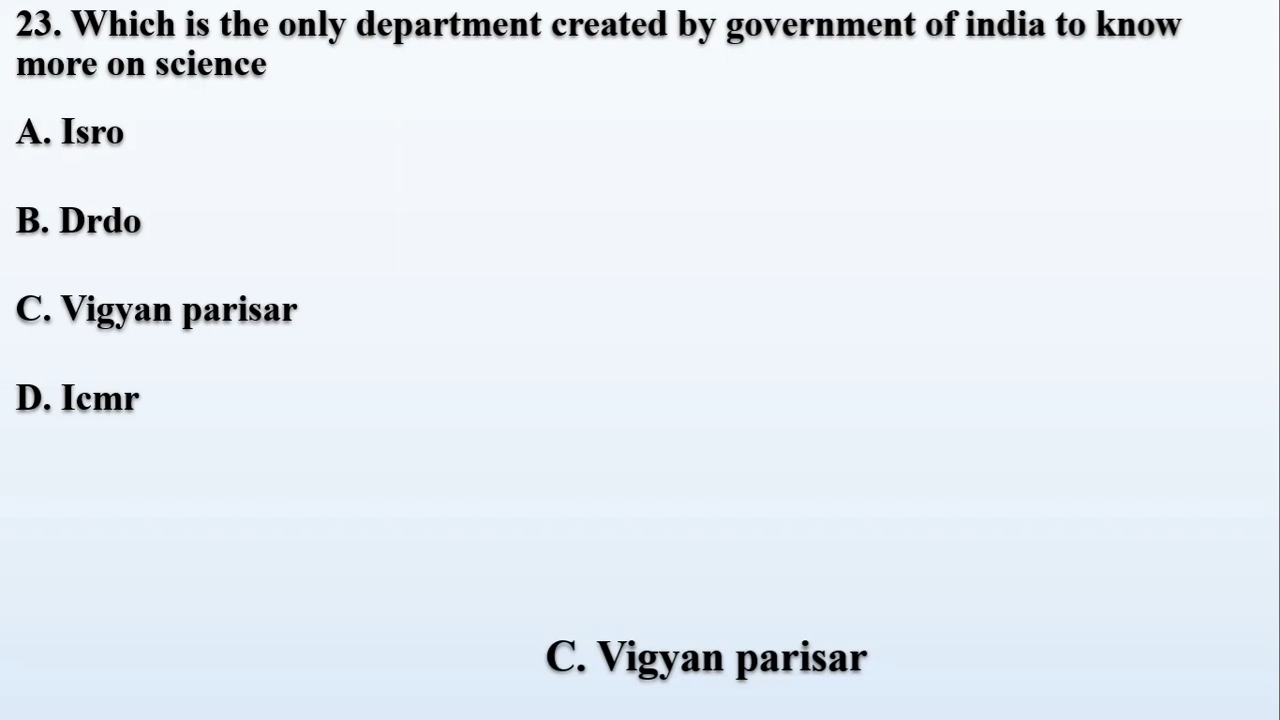 23. Which is the only department created by government of india to know
more on science
A. Isro
B. Drdo
C. Vigyan parisar
D. Icmr
C. Vigyan parisar